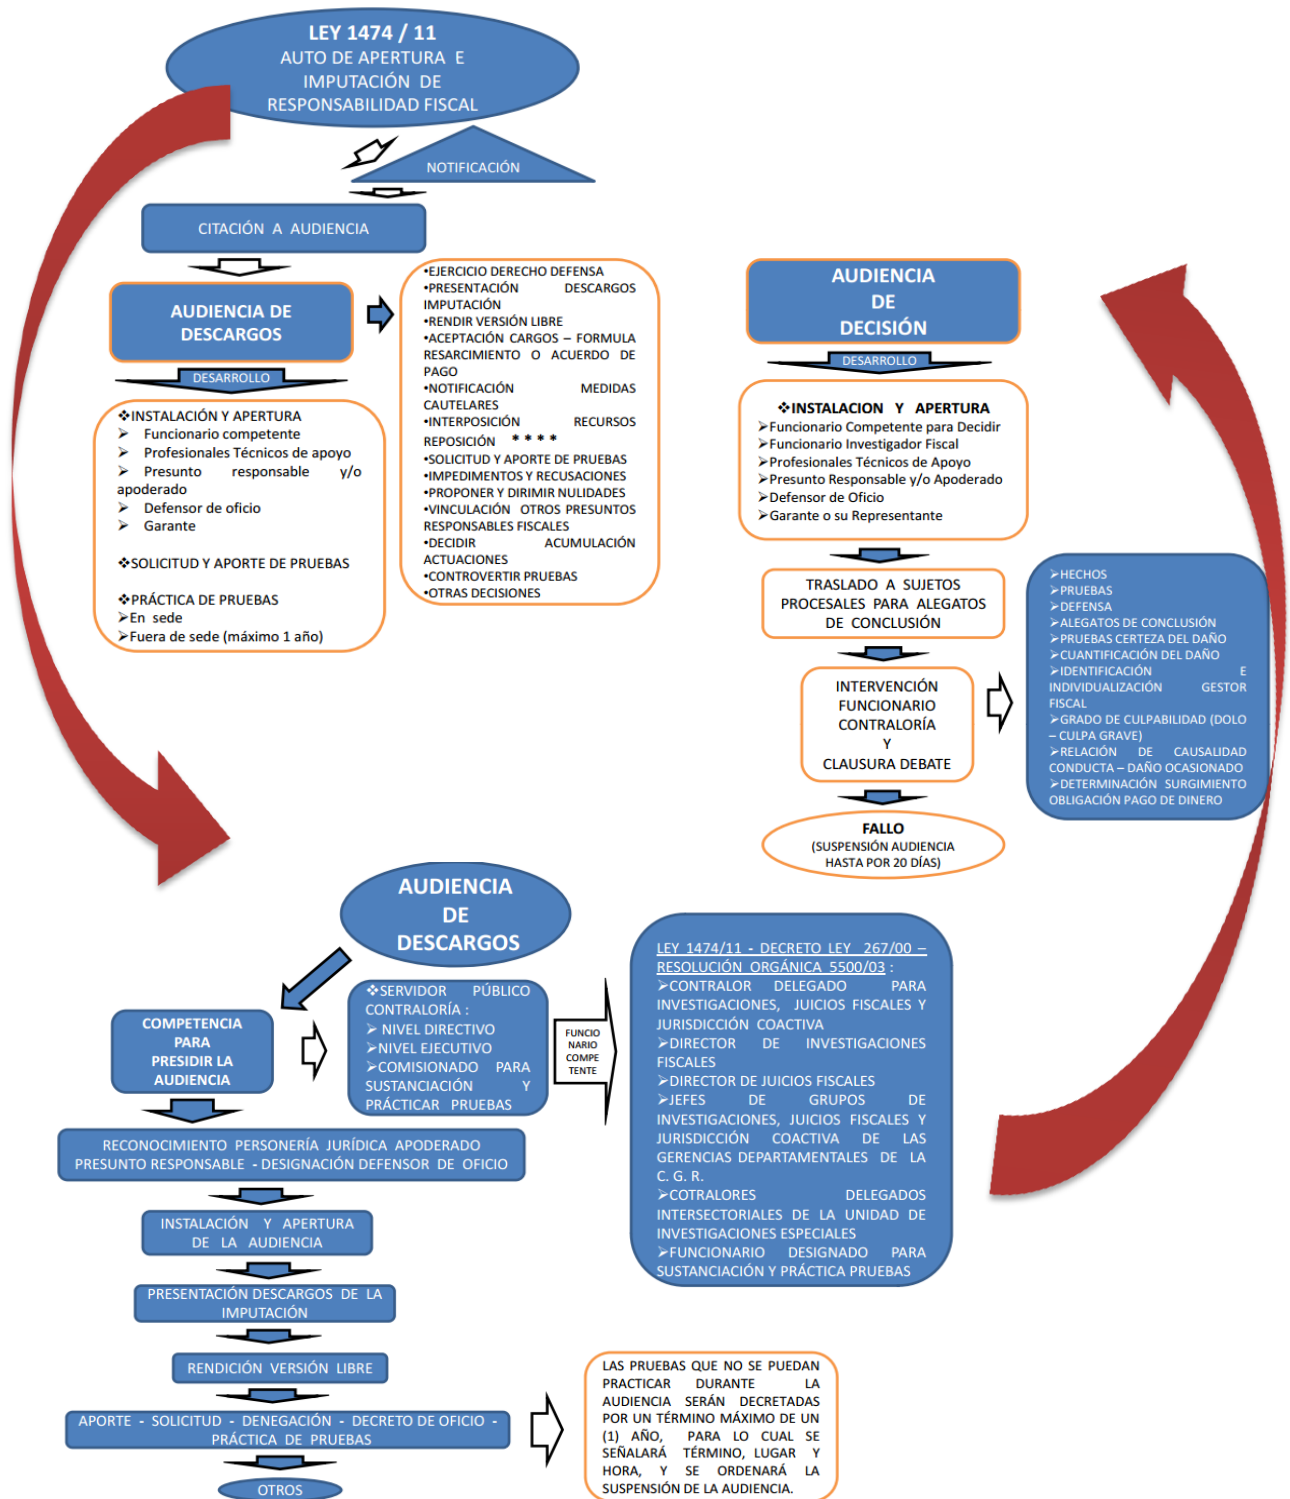 LEY 1474 / 11
AUTO DE APERTURA E
IMPUTACIÓN DE
RESPONSABILIDAD FISCAL
NOTIFICACIÓN
CITACIÓN A AUDIENCIA
AUDIENCIA DE
DESCARGOS
DESARROLLO
❖INSTALACIÓN Y APERTURA
➢ Funcionario competente
➢ Profesionales Técnicos de apoyo
➢ Presunto responsable y/o
apoderado
➢ Defensor de oficio
➢ Garante
❖SOLICITUD Y APORTE DE PRUEBAS
❖PRÁCTICA DE PRUEBAS
➢En sede
➢Fuera de sede (máximo 1 año)
•EJERCICIO DERECHO DEFENSA
•PRESENTACIÓN DESCARGOS
IMPUTACIÓN
•RENDIR VERSIÓN LIBRE
•ACEPTACIÓN CARGOS – FORMULA
RESARCIMIENTO O ACUERDO DE
PAGO
•NOTIFICACIÓN MEDIDAS
CAUTELARES
•INTERPOSICIÓN RECURSOS
REPOSICIÓN * * * *
•SOLICITUD Y APORTE DE PRUEBAS
•IMPEDIMENTOS Y RECUSACIONES
•PROPONER Y DIRIMIR NULIDADES
•VINCULACIÓN OTROS PRESUNTOS
RESPONSABLES FISCALES
•DECIDIR ACUMULACIÓN
ACTUACIONES
•CONTROVERTIR PRUEBAS
•OTRAS DECISIONES
AUDIENCIA
DE
DECISIÓN
DESARROLLO
❖INSTALACION Y APERTURA
➢Funcionario Competente para Decidir
➢Funcionario Investigador Fiscal
➢Profesionales Técnicos de Apoyo
➢Presunto Responsable y/o Apoderado
➢Defensor de Oficio
➢Garante o su Representante
TRASLADO A SUJETOS
PROCESALES PARA ALEGATOS
DE CONCLUSIÓN
INTERVENCIÓN
FUNCIONARIO
CONTRALORÍA
Y
CLAUSURA DEBATE
➢HECHOS
➢PRUEBAS
➢DEFENSA
➢ALEGATOS DE CONCLUSIÓN
➢PRUEBAS CERTEZA DEL DAÑO
➢CUANTIFICACIÓN DEL DAÑO
➢IDENTIFICACIÓN E
INDIVIDUALIZACIÓN GESTOR
FISCAL
➢GRADO DE CULPABILIDAD (DOLO
– CULPA GRAVE)
➢RELACIÓN DE CAUSALIDAD
CONDUCTA – DAÑO OCASIONADO
➢DETERMINACIÓN SURGIMIENTO
OBLIGACIÓN PAGO DE DINERO
FALLO
(SUSPENSIÓN AUDIENCIA
HASTA POR 20 DÍAS)
AUDIENCIA
DE
DESCARGOS
COMPETENCIA
PARA
PRESIDIR LA
AUDIENCIA
❖SERVIDOR PÚBLICO
CONTRALORÍA :
➢ NIVEL DIRECTIVO
➢NIVEL EJECUTIVO
➢COMISIONADO PARA
SUSTANCIACIÓN Y
PRÁCTICAR PRUEBAS
FUNCIO
NARIO
COMPE
TENTE
LEY 1474/11 - DECRETO LEY 267/00 –
RESOLUCIÓN ORGÁNICA 5500/03 :
➢CONTRALOR DELEGADO PARA
INVESTIGACIONES, JUICIOS FISCALES Y
JURISDICCIÓN COACTIVA
➢DIRECTOR DE INVESTIGACIONES
FISCALES
➢DIRECTOR DE JUICIOS FISCALES
➢JEFES DE GRUPOS DE
INVESTIGACIONES, JUICIOS FISCALES Y
JURISDICCIÓN COACTIVA DE LAS
GERENCIAS DEPARTAMENTALES DE LA
C. G. R.
➢COTRALORES DELEGADOS
INTERSECTORIALES DE LA UNIDAD DE
INVESTIGACIONES ESPECIALES
➢FUNCIONARIO DESIGNADO PARA
SUSTANCIACIÓN Y PRÁCTICA PRUEBAS
RECONOCIMIENTO PERSONERÍA JURÍDICA APODERADO
PRESUNTO RESPONSABLE - DESIGNACIÓN DEFENSOR DE OFICIO
INSTALACIÓN Y APERTURA
DE LA AUDIENCIA
PRESENTACIÓN DESCARGOS DE LA
IMPUTACIÓN
RENDICIÓN VERSIÓN LIBRE
APORTE - SOLICITUD - DENEGACIÓN - DECRETO DE OFICIO -
PRÁCTICA DE PRUEBAS
LAS PRUEBAS QUE NO SE PUEDAN
PRACTICAR DURANTE LA
AUDIENCIA SERÁN DECRETADAS
POR UN TÉRMINO MÁXIMO DE UN
(1) AÑO, PARA LO CUAL SE
SEÑALARÁ TÉRMINO, LUGAR Y
HORA, Y SE ORDENARÁ LA
SUSPENSIÓN DE LA AUDIENCIA.
OTROS